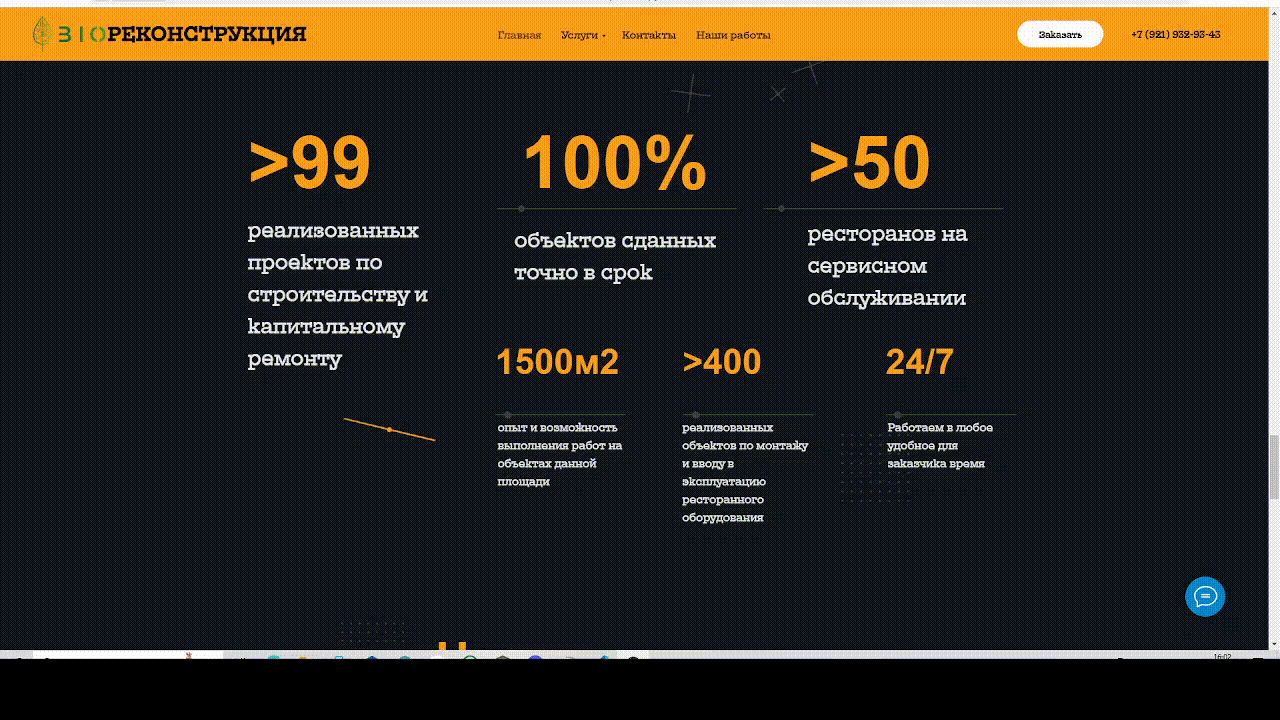 ВІОРЕКОНСТРУКЦИЯ
Главная Услуги Контакты Наши работы
Заказать
+7 (921) 932-93-43
>99
реализованных
проектов по
строительству и
капитальному
ремонту
100%
объектов сданных
точно в срок
>50
ресторанов на
сервисном
обслуживании
1500м2
опыт и возможность
выполнения работ на
объектах данной
площади
>400
реализованных
объектов по монтажу
и вводу в
эксплуатацию
ресторанного
оборудования
24/7
Работаем в любое
удобное для
заказчика время
16:02